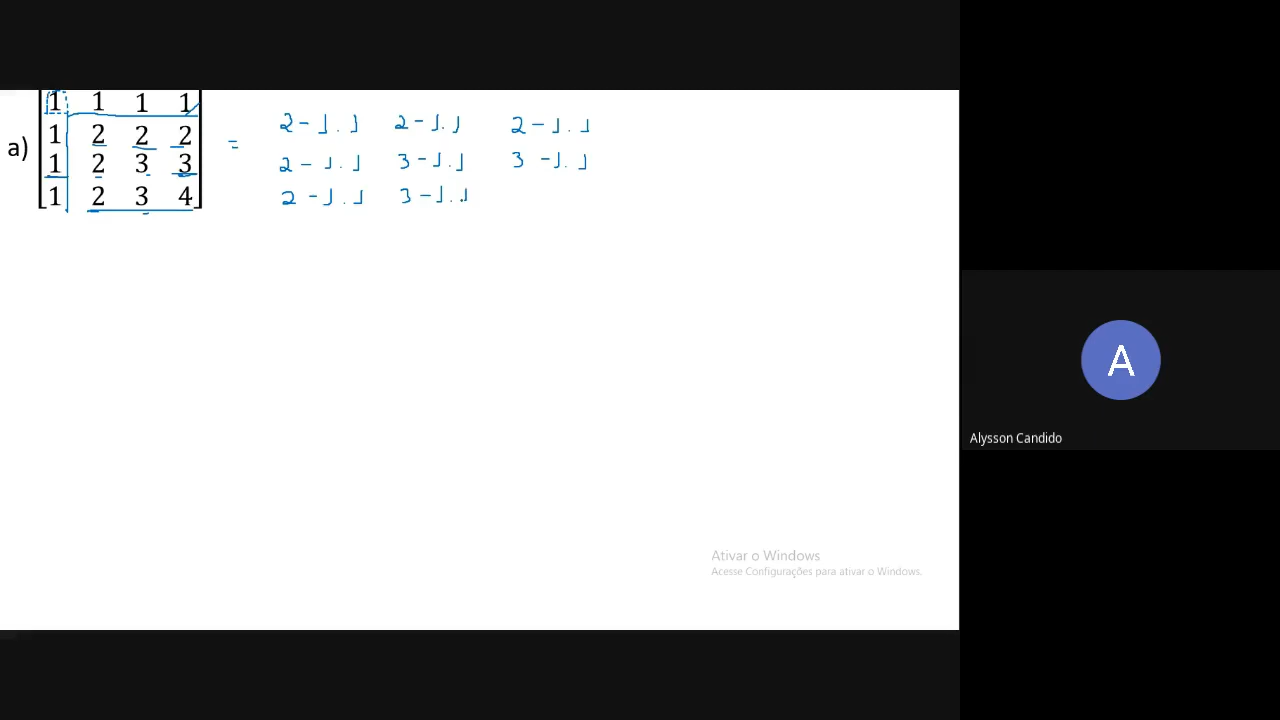 1 1 1 1
a) 1 2 2 2 = 2 - 1 . 1 2 - 1 . 1 2 - 1 . 1
1 2 3 3 2 - 1 . 1 3 - 1 . 1 3 - 1 . 1
1 2 3 4 2 - 1 . 1 3 - 1 . 1
A
Alysson Candido
Ativar o Windows
Acesse Configurações para ativar o Windows.